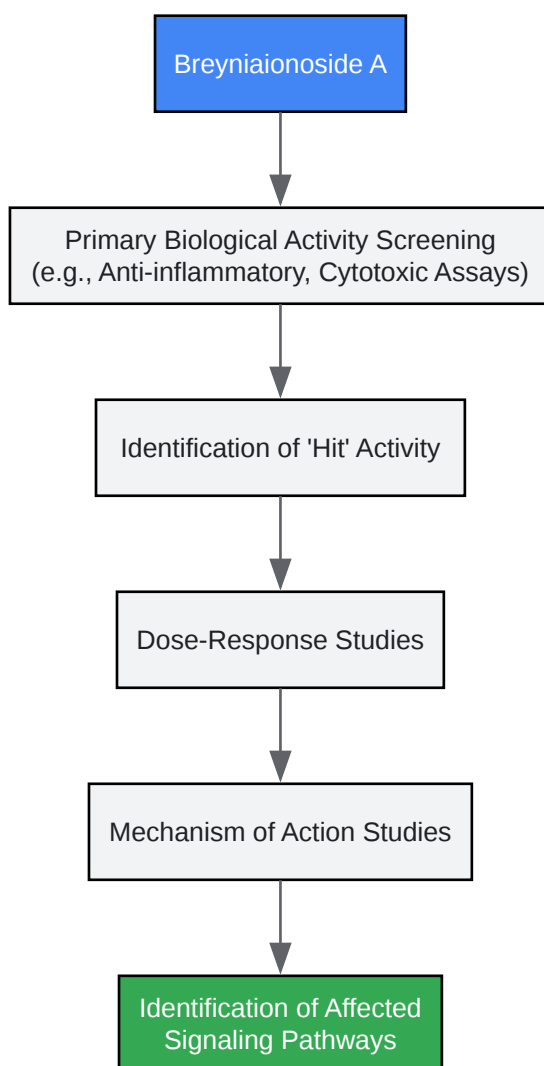 Breyniaionoside A
Primary Biological Activity Screening
(e.g., Anti-inflammatory, Cytotoxic Assays)
Identification of 'Hit' Activity
Dose-Response Studies
Mechanism of Action Studies
Identification of Affected
Signaling Pathways